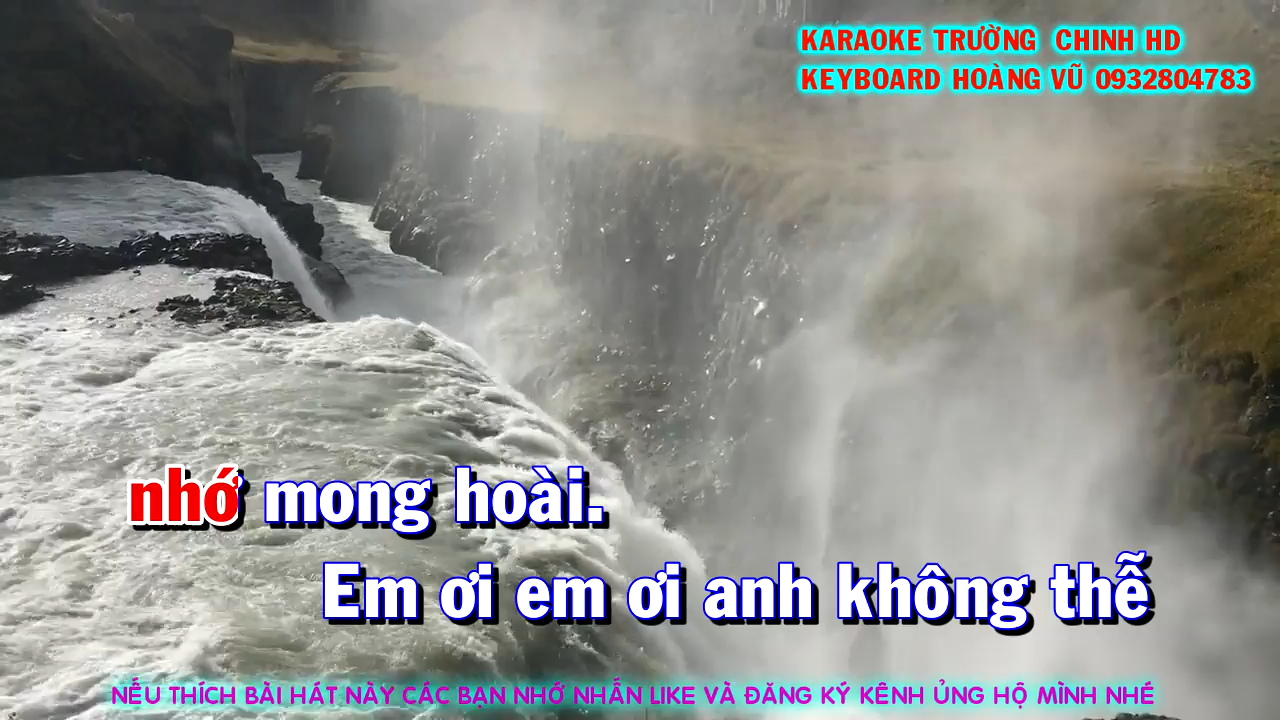 KARAOKE TRƯỜNG CHINH HD
KEYBOARD HOÀNG VŨ 0932804783
nhớ mong hoài.
Em ơi em ơi anh không thễ
NẾU THÍCH BÀI HÁT NÀY CÁC BẠN NHỚ NHẤN LIKE VÀ ĐĂNG KÝ KÊNH ỦNG HỘ MÌNH NHÉ